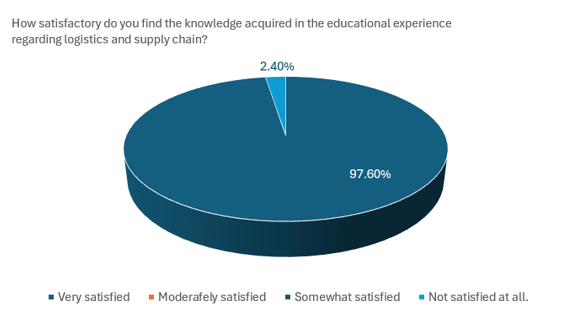 How satisfactory do you find the knowledge acquired in the educational experience
regarding logistics and supply chain?
2.40%
97.60%
Very satisfied
Moderafely satisfied
Somewhat satisfied
Not satisfied at all.